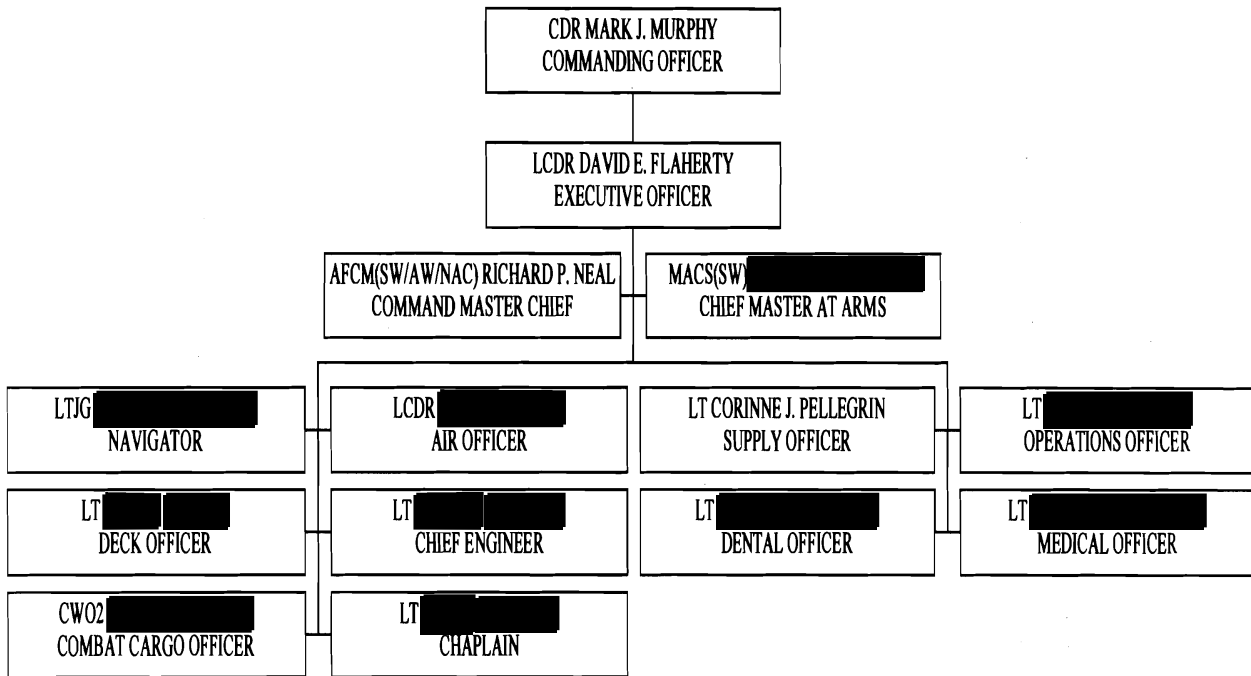 CDR MARK J. MURPHY
COMMANDING OFFICER
LCDR DAVID E. FLAHERTY
EXECUTIVE OFFICER
AFCM(SW/AW/NAC) RICHARD P. NEAL
COMMAND MASTER CHIEF
MACS(SW)
CHIEF MASTER AT ARMS
LTJG
NAVIGATOR
LCDR
AIR OFFICER
LT CORINNE J. PELLEGRIN
SUPPLY OFFICER
LT
OPERATIONS OFFICER
LT
DECK OFFICER
LT
CHIEF ENGINEER
LT
DENTAL OFFICER
LT
MEDICAL OFFICER
CWO2
COMBAT CARGO OFFICER
LT
CHAPLAIN